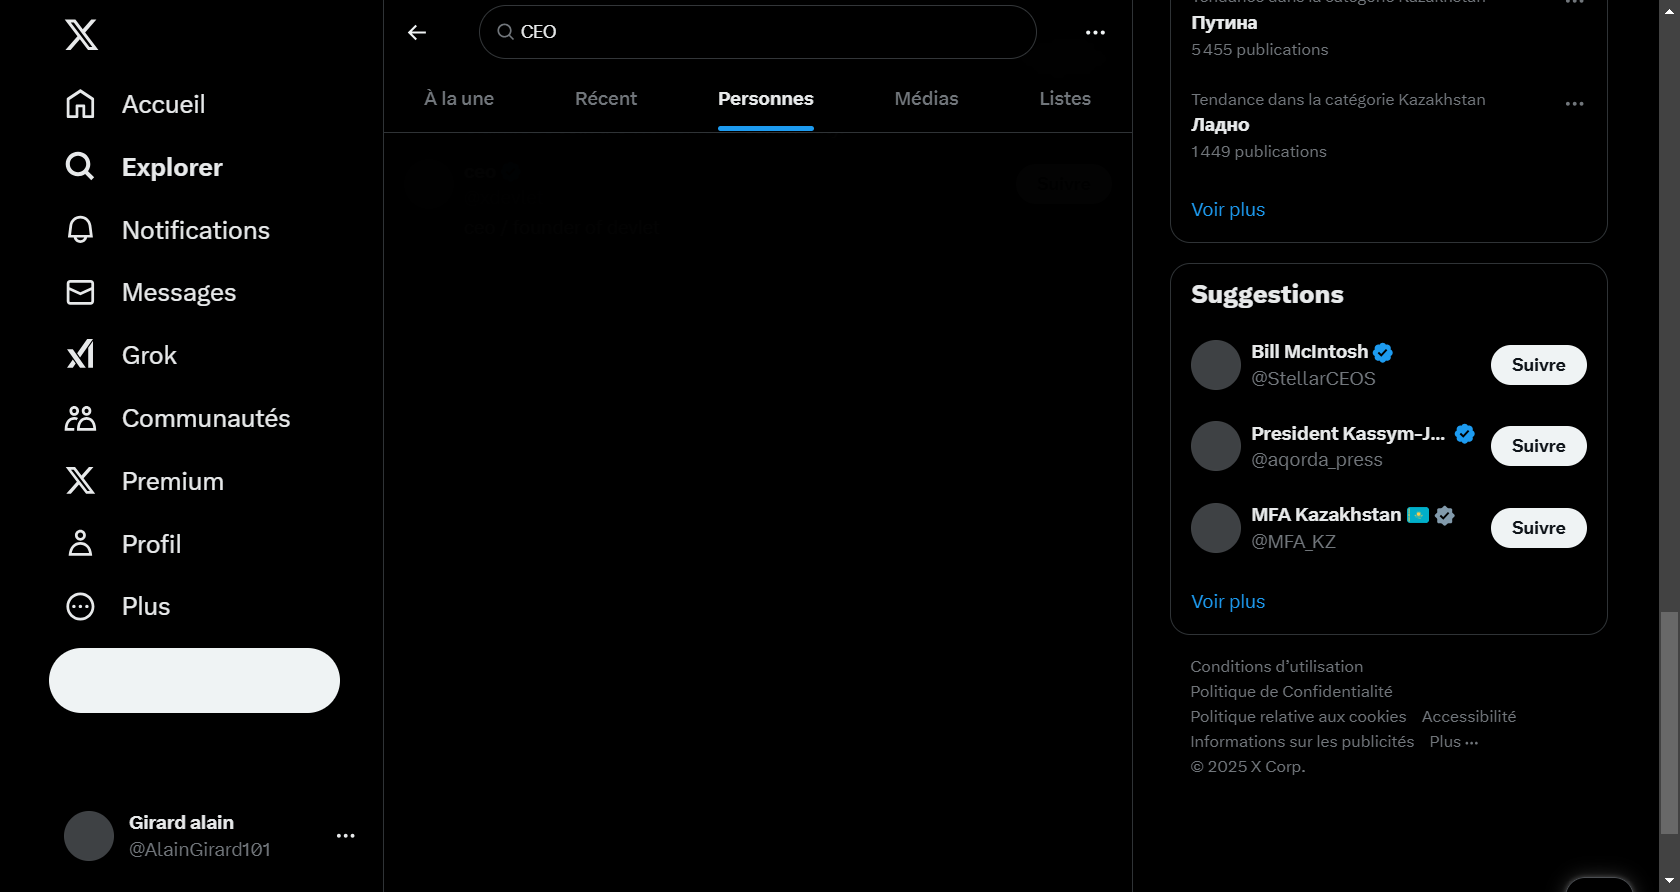 Accueil
Explorer
Notifications
Messages
Grok
Communautés
Premium
Profil
Plus
Girard alain
@AlainGirard101
CEO
À la une
Récent
Personnes
Médias
Listes
Путина
5 455 publications
Tendance dans la catégorie Kazakhstan
Ладно
1 449 publications
Voir plus
Suggestions
Bill McIntosh
@StellarCEOS
Suivre
President Kassym-J...
@aqorda_press
Suivre
MFA Kazakhstan
@MFA_KZ
Suivre
Voir plus
Conditions d’utilisation
Politique de Confidentialité
Politique relative aux cookies Accessibilité
Informations sur les publicités Plus ···
© 2025 X Corp.